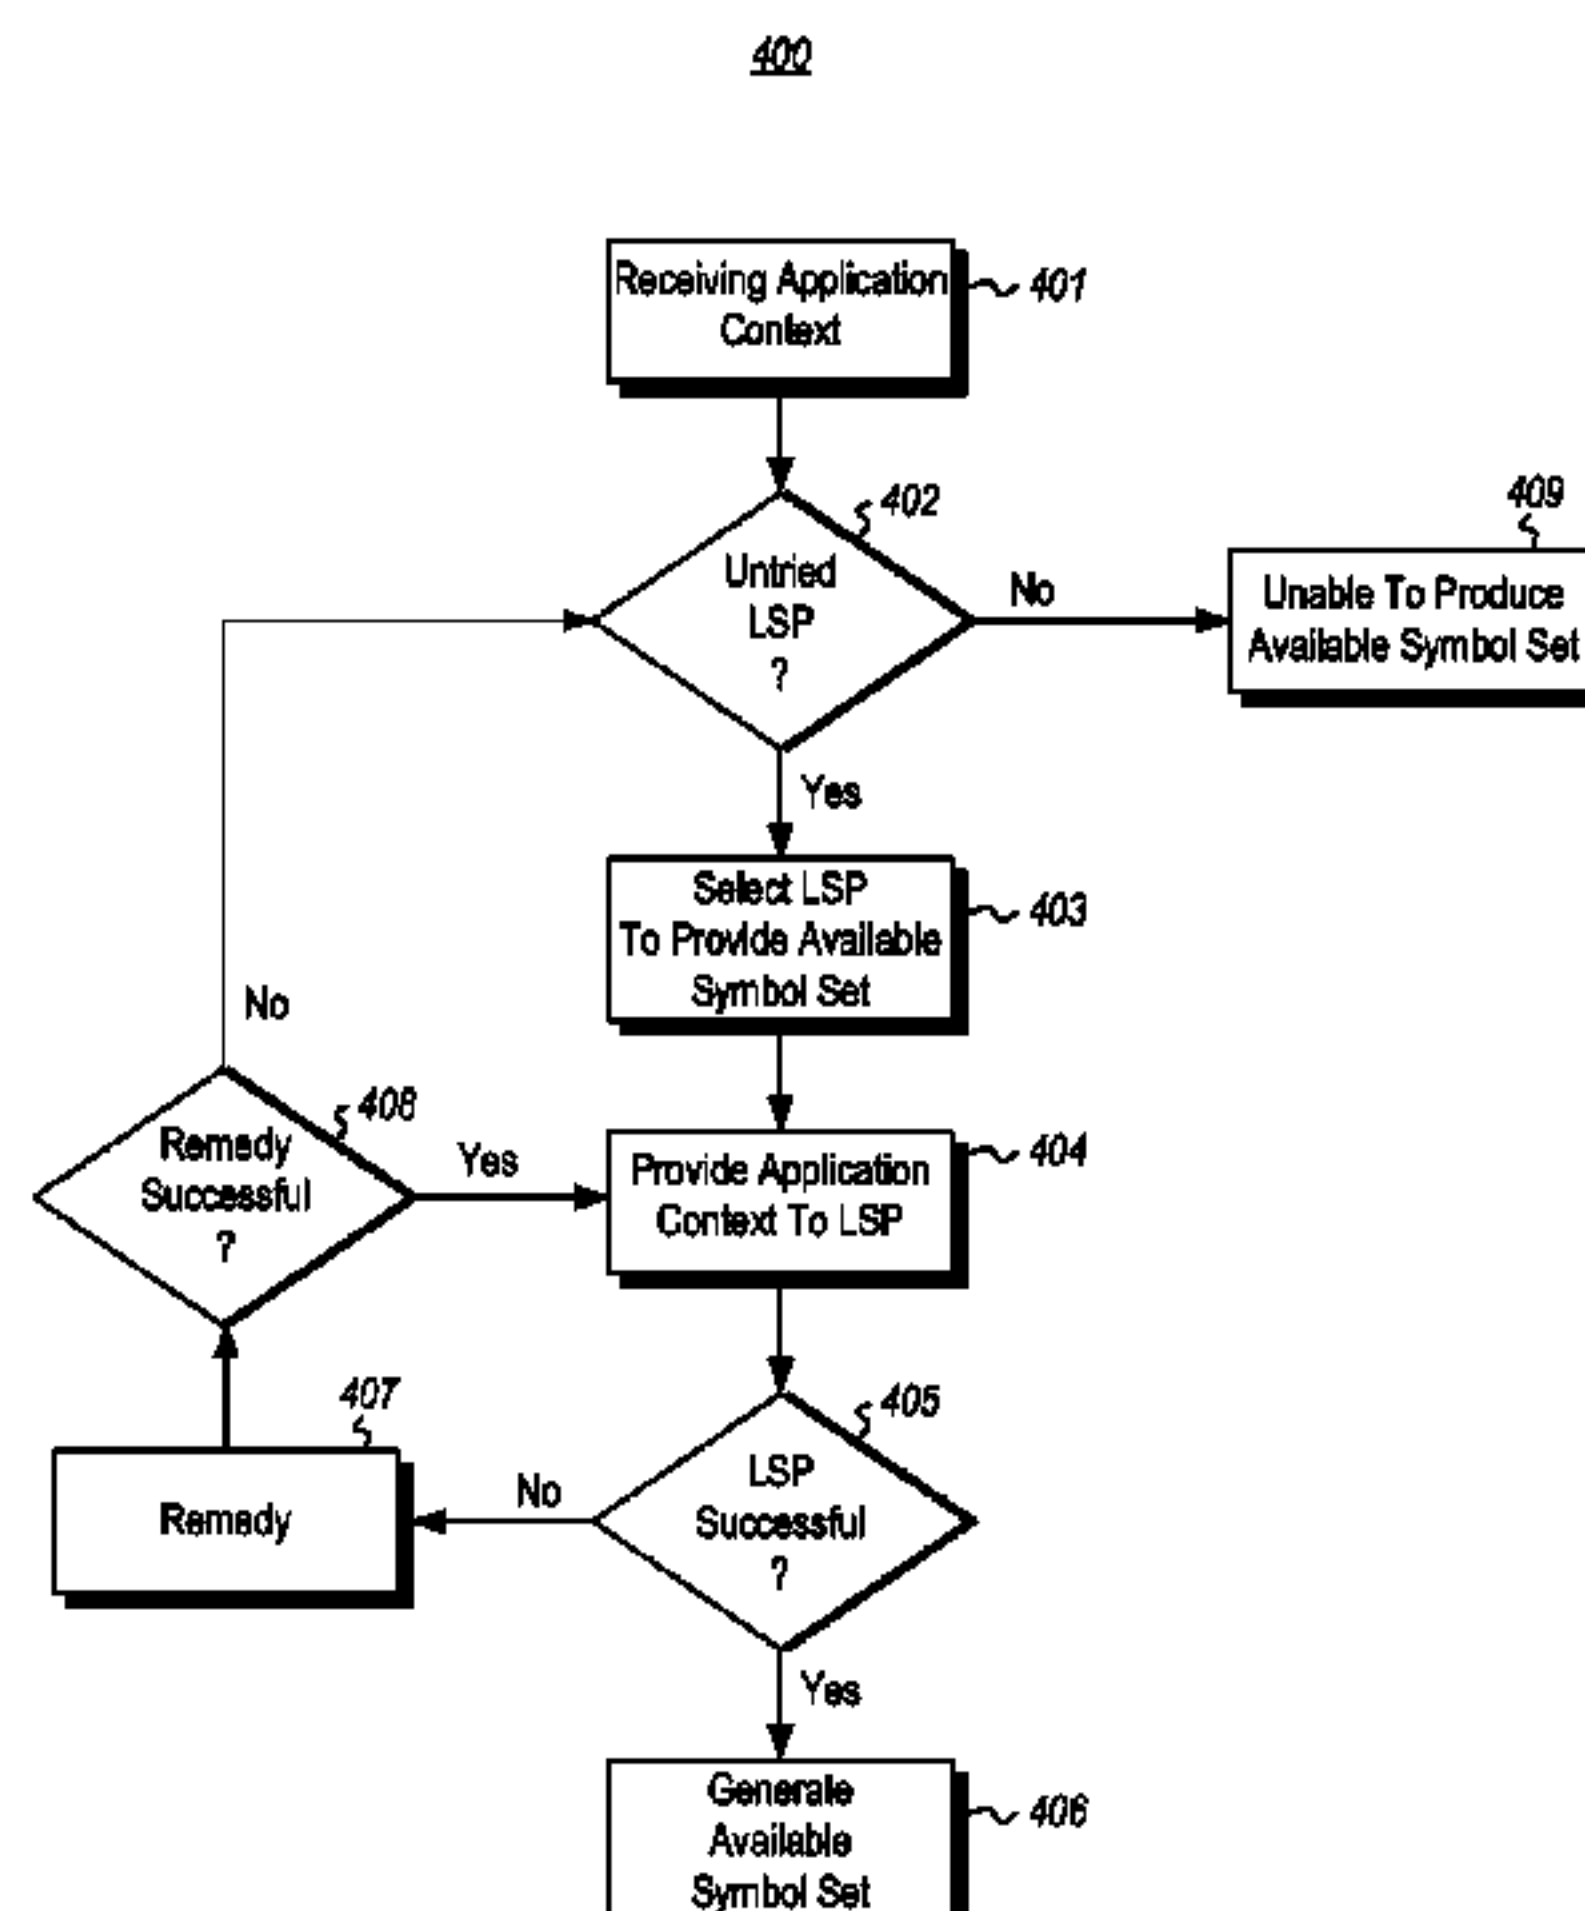 400
Receiving Application
Context
401
402
Untried
LSP
?
No
409
Unable To Produce
Available Symbol Set
Yes
Select LSP
To Provide Available
Symbol Set
403
No
408
Remedy
Successful
?
Yes
Provide Application
Context To LSP
404
407
Remedy
No
405
LSP
Successful
?
Yes
Generate
Available
Symbol Set
406